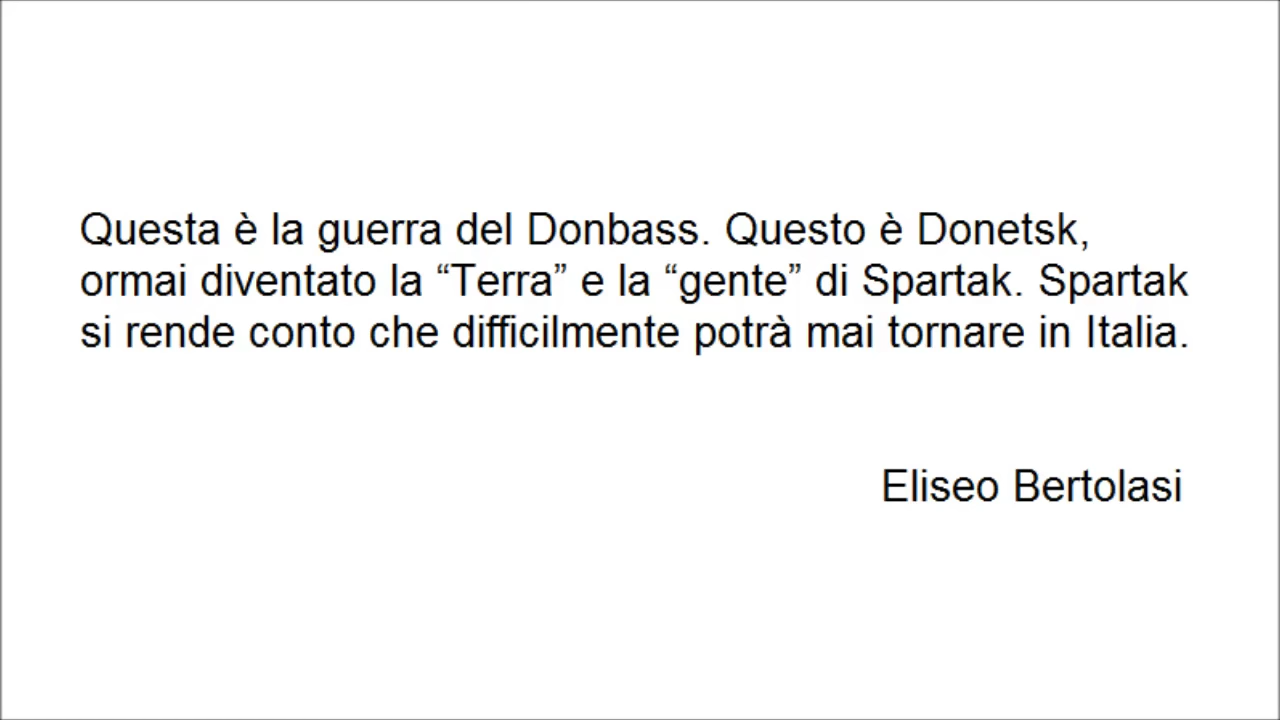 Questa è la guerra del Donbass. Questo è Donetsk,
ormai diventato la “Terra” e la “gente” di Spartak. Spartak
si rende conto che difficilmente potrà mai tornare in Italia.
Eliseo Bertolasi